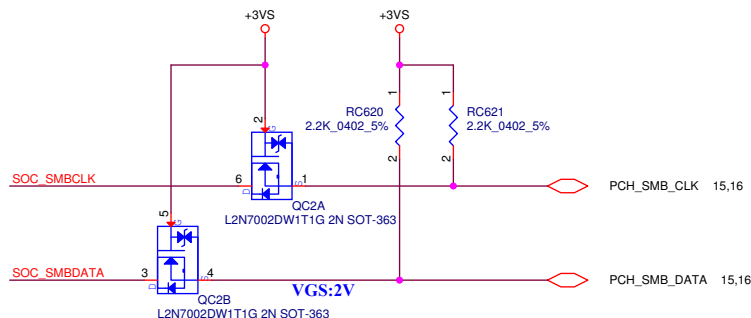 +3VS
+3VS
1
1
RC620
2.2K_0402_5%
RC621
2.2K_0402_5%
2
2
2
G
SOC_SMBCLK
6
D
S
1
PCH_SMB_CLK 15,16
QC2A
L2N7002DW1T1G 2N SOT-363
5
G
SOC_SMBDATA
3
D
S
4
VGS:2V
PCH_SMB_DATA 15,16
QC2B
L2N7002DW1T1G 2N SOT-363